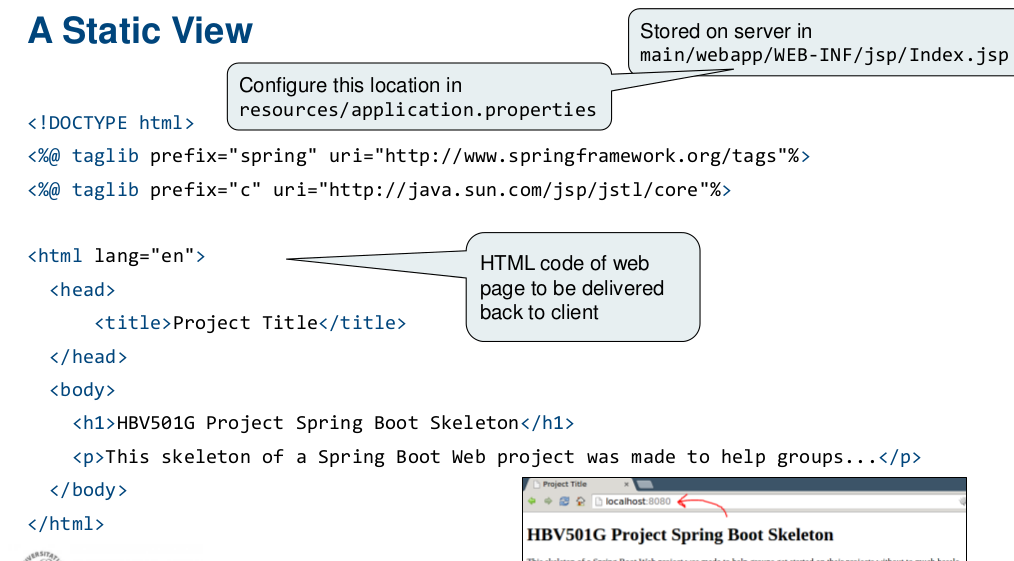 A Static View
Stored on server in
main/webapp/WEB-INF/jsp/Index.jsp
Configure this location in
resources/application.properties
<!DOCTYPE html>
<%@ taglib prefix="spring" uri="http://www.springframework.org/tags"%>
<%@ taglib prefix="c" uri="http://java.sun.com/jsp/jstl/core"%>
<html lang="en">
HTML code of web
page to be delivered
back to client
<head>
<title>Project Title</title>
</head>
<body>
<h1>HBV501G Project Spring Boot Skeleton</h1>
<p>This skeleton of a Spring Boot Web project was made to help groups...</p>
</body>
</html>
Project Title
localhost:8080
HBV501G Project Spring Boot Skeleton